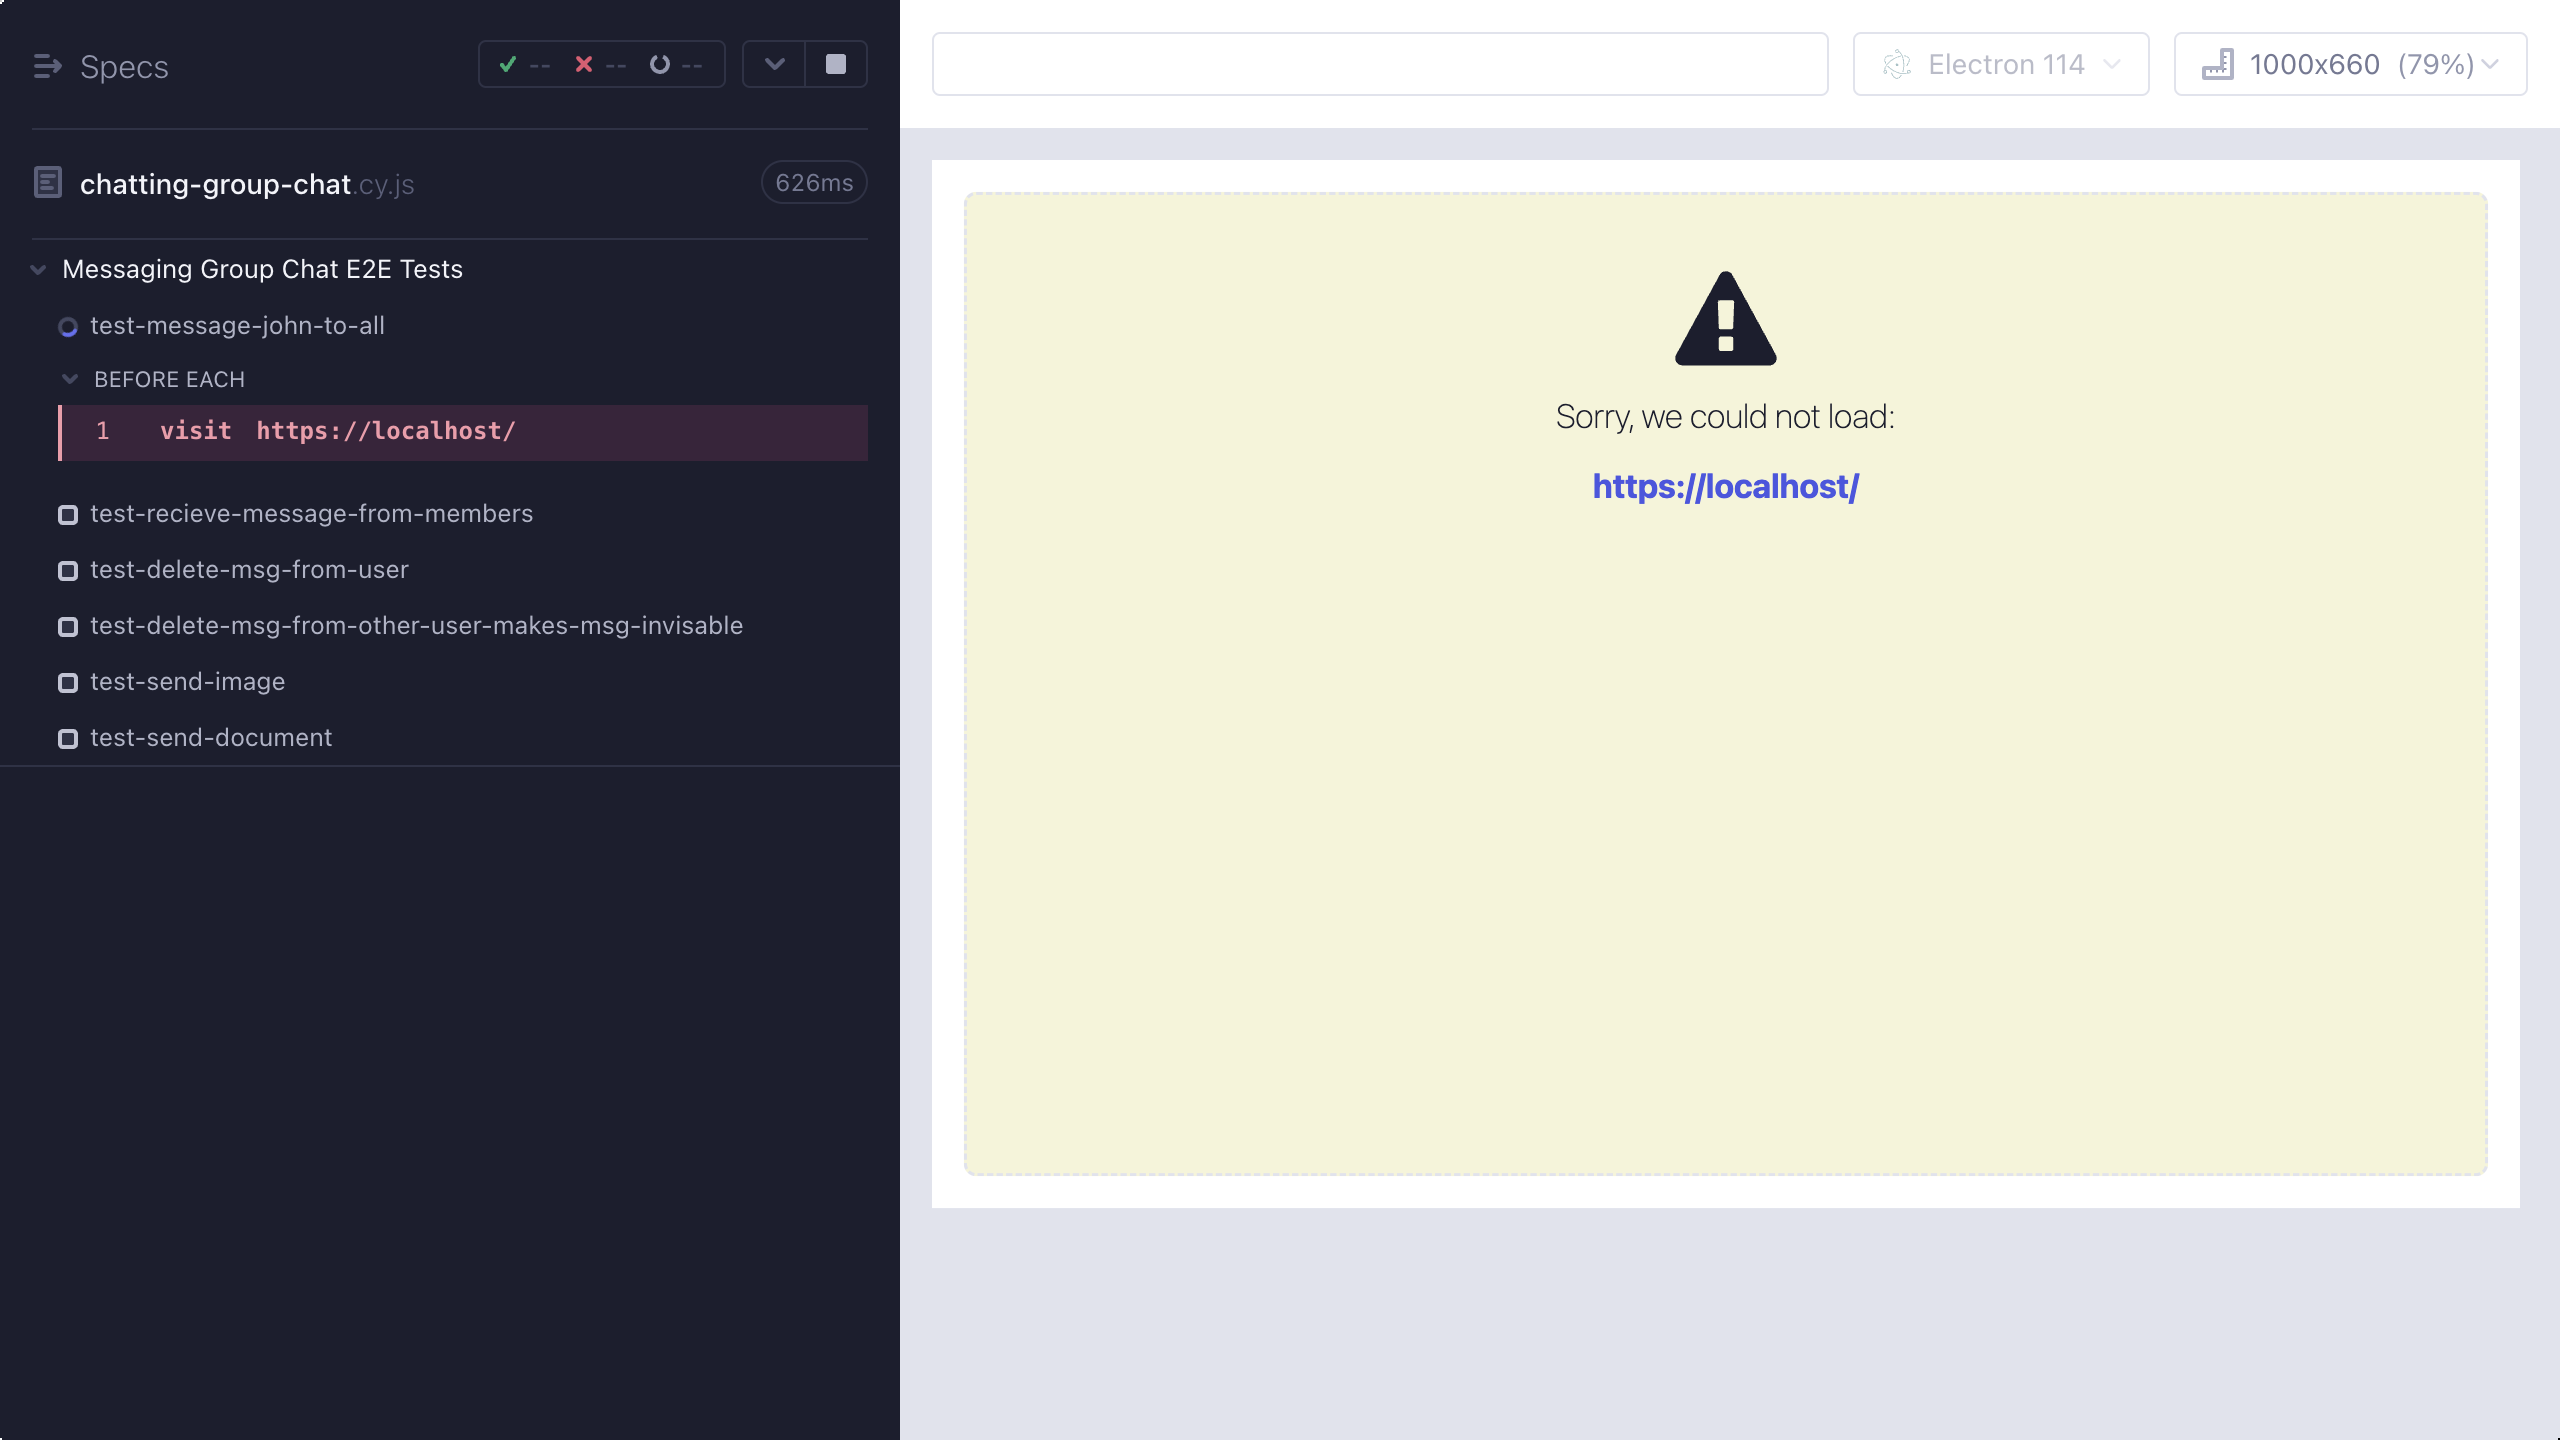 Specs
-- -- --
chatting-group-chat.cy.js
626ms
Messaging Group Chat E2E Tests
test-message-john-to-all
BEFORE EACH
1 visit https://localhost/
test-recieve-message-from-members
test-delete-msg-from-user
test-delete-msg-from-other-user-makes-msg-invisable
test-send-image
test-send-document
Electron 114
1000x660 (79%)
Sorry, we could not load:
https://localhost/